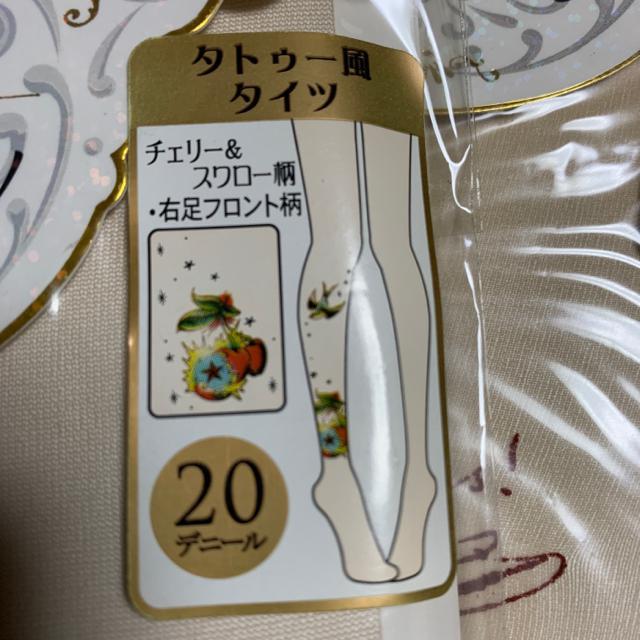 タトゥー風
タイツ
チェリー&
スワロー柄
・右足フロント柄
20
デニール